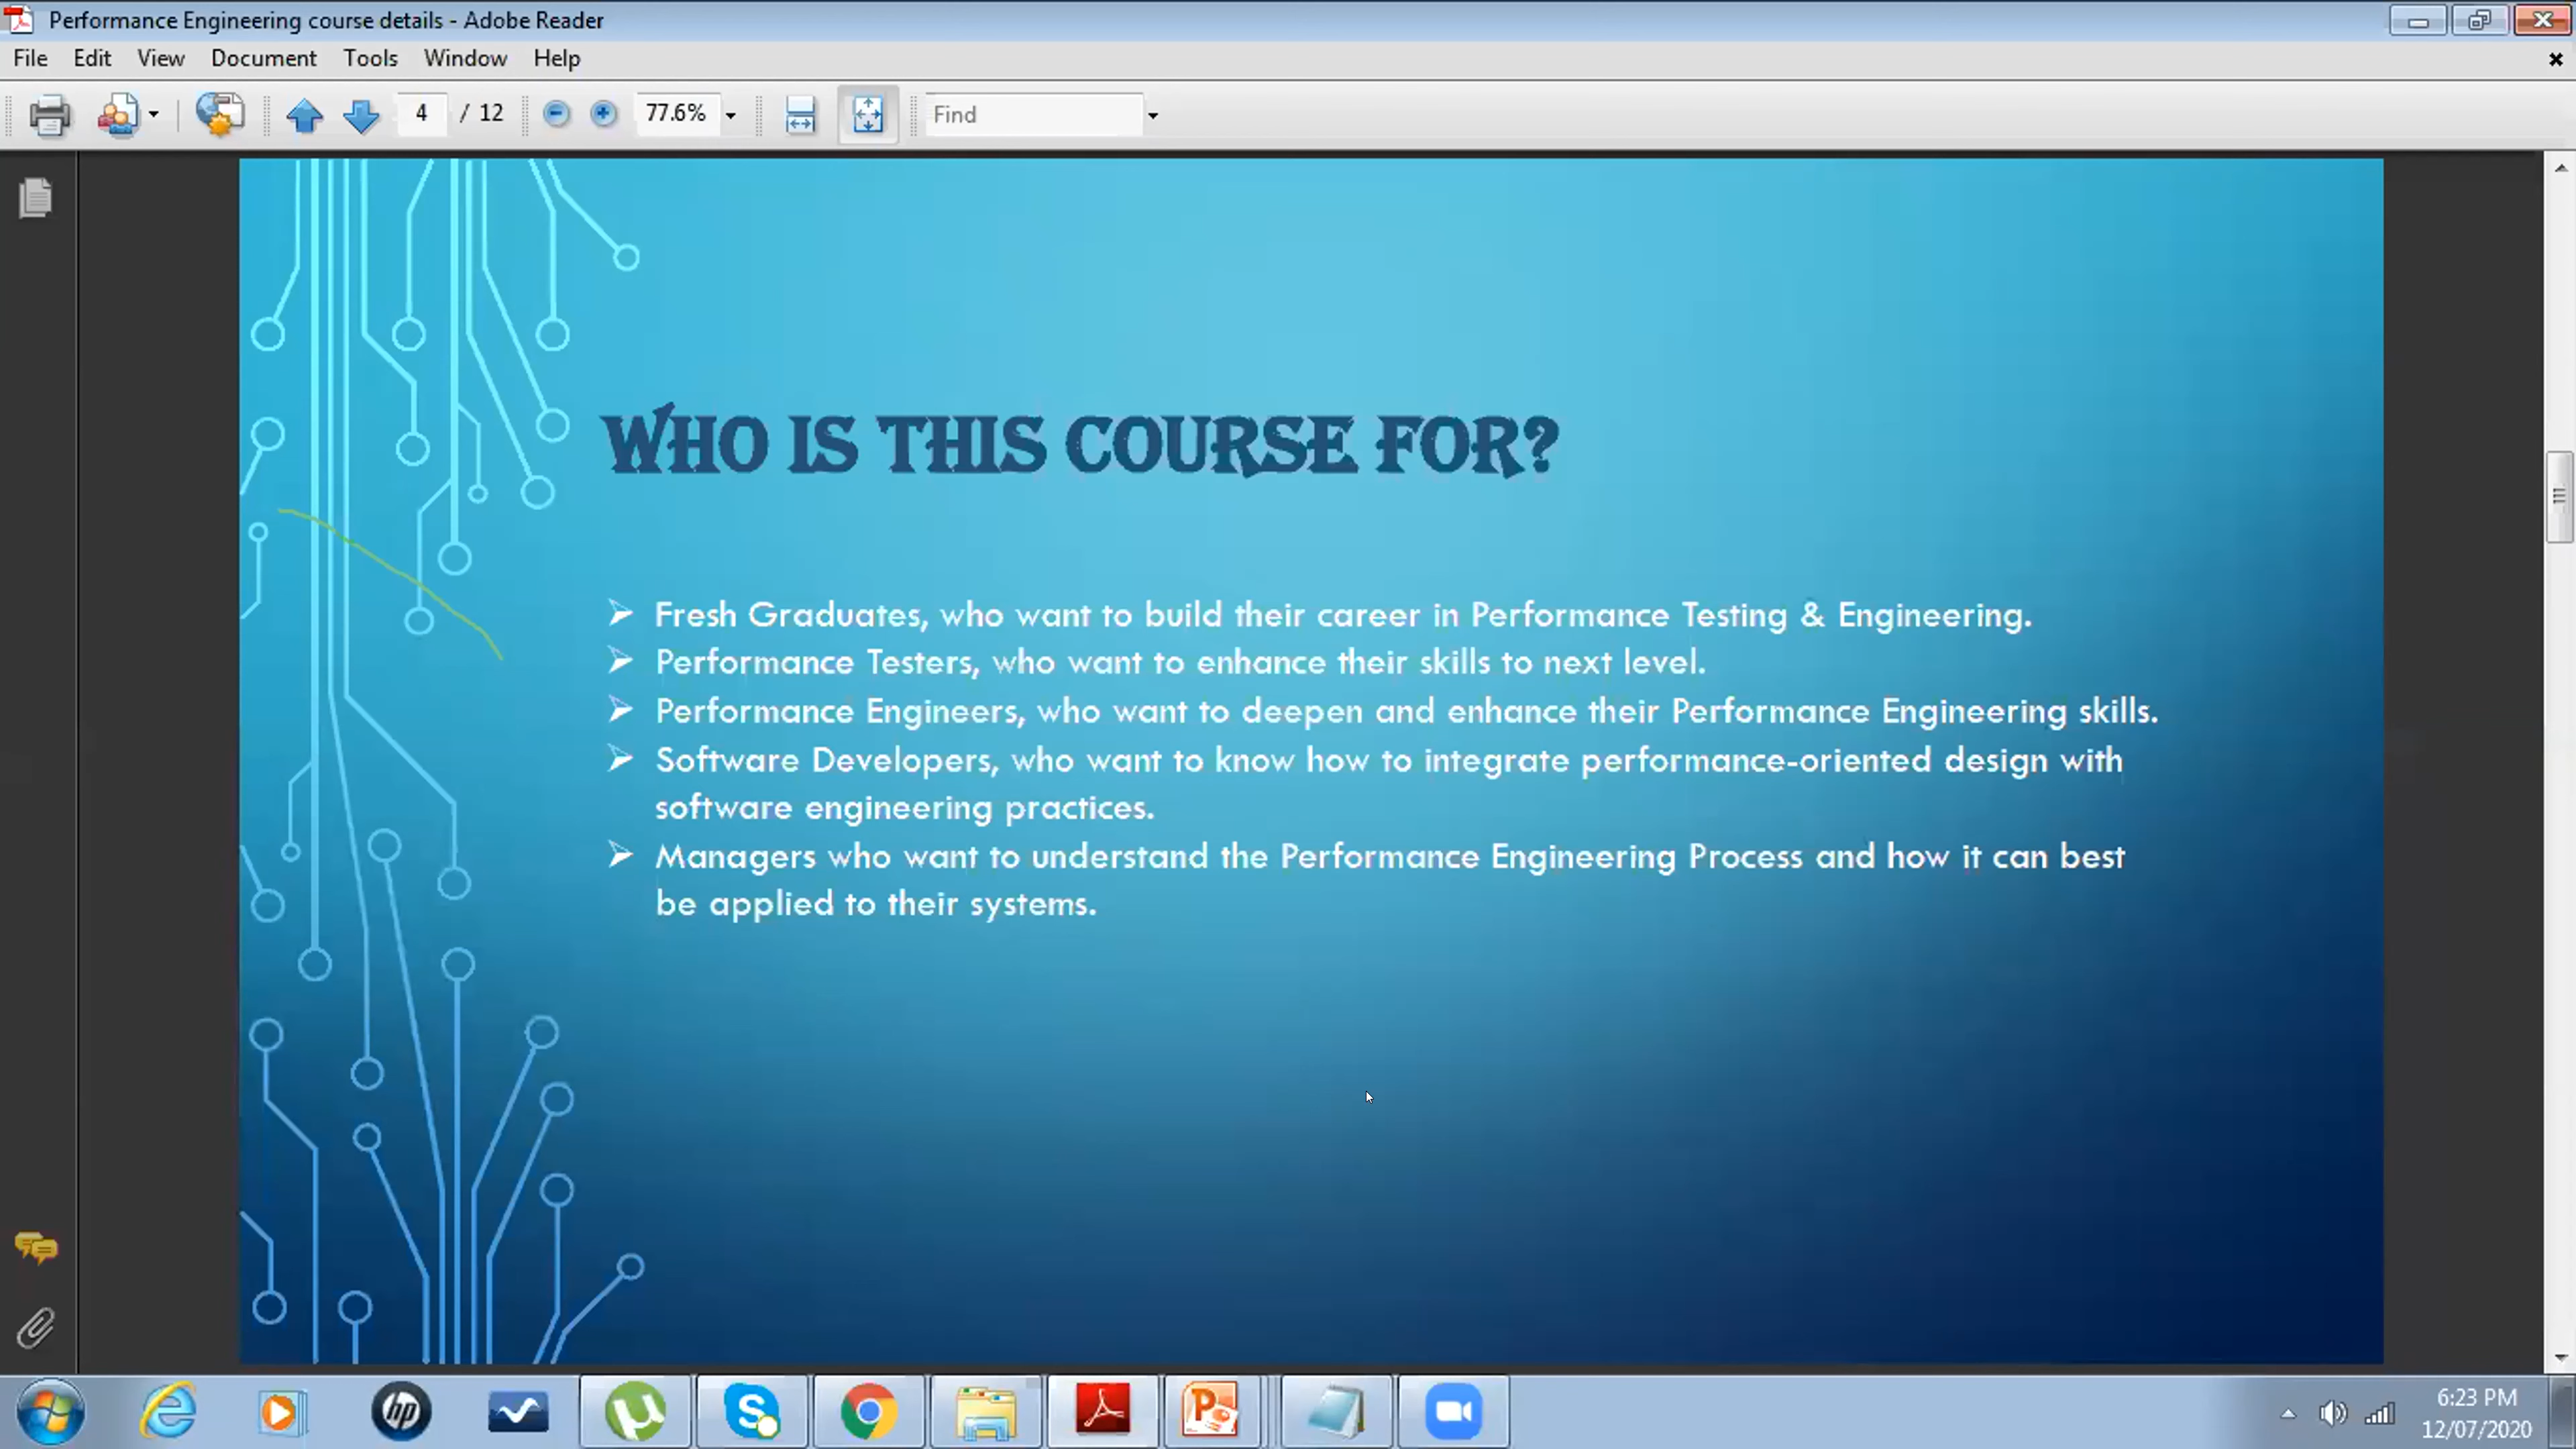 Performance Engineering course details - Adobe Reader
File Edit View Document Tools Window Help
4 / 12 77.6% Find
WHO IS THIS COURSE FOR?
Fresh Graduates, who want to build their career in Performance Testing & Engineering.
Performance Testers, who want to enhance their skills to next level.
Performance Engineers, who want to deepen and enhance their Performance Engineering skills.
Software Developers, who want to know how to integrate performance-oriented design with
software engineering practices.
Managers who want to understand the Performance Engineering Process and how it can best
be applied to their systems.
6:23 PM
12/07/2020